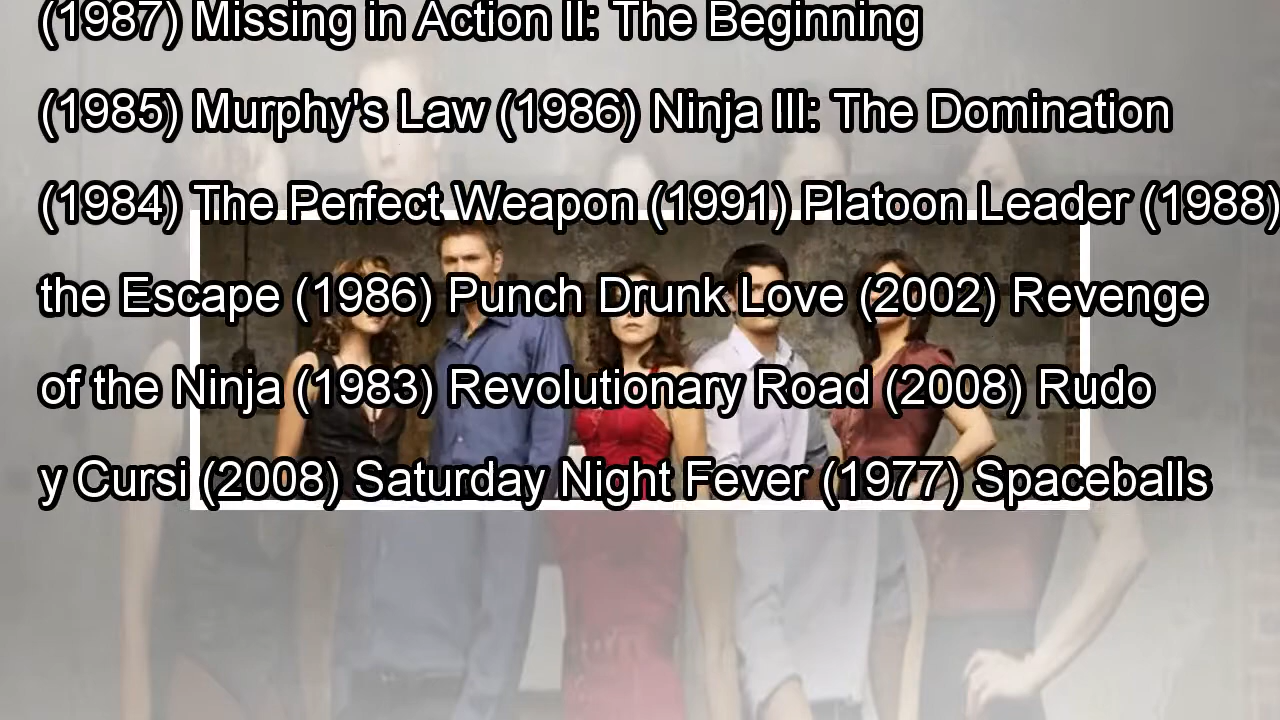 (1987) Missing in Action II: The Beginning
(1985) Murphy's Law (1986) Ninja III: The Domination
(1984) The Perfect Weapon (1991) Platoon Leader (1988)
the Escape (1986) Punch Drunk Love (2002) Revenge
of the Ninja (1983) Revolutionary Road (2008) Rudo
y Cursi (2008) Saturday Night Fever (1977) Spaceballs